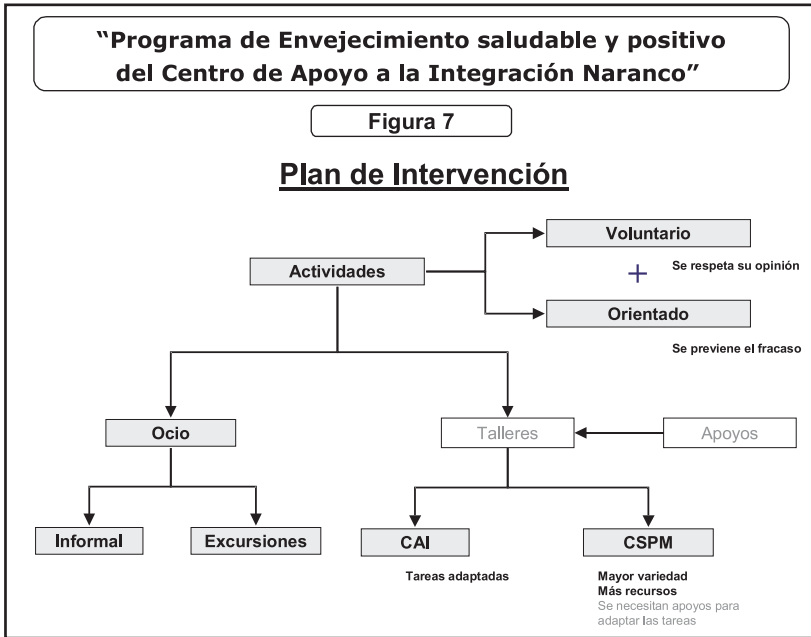 “Programa de Envejecimiento saludable y positivo
del Centro de Apoyo a la Integración Naranco”
Figura 7
Plan de Intervención
Voluntario
Se respeta su opinión
Actividades
+
Orientado
Se previene el fracaso
Ocio
Talleres
Apoyos
Informal
Excursiones
CAI
CSPM
Tareas adaptadas
Mayor variedad
Más recursos
Se necesitan apoyos para
adaptar las tareas